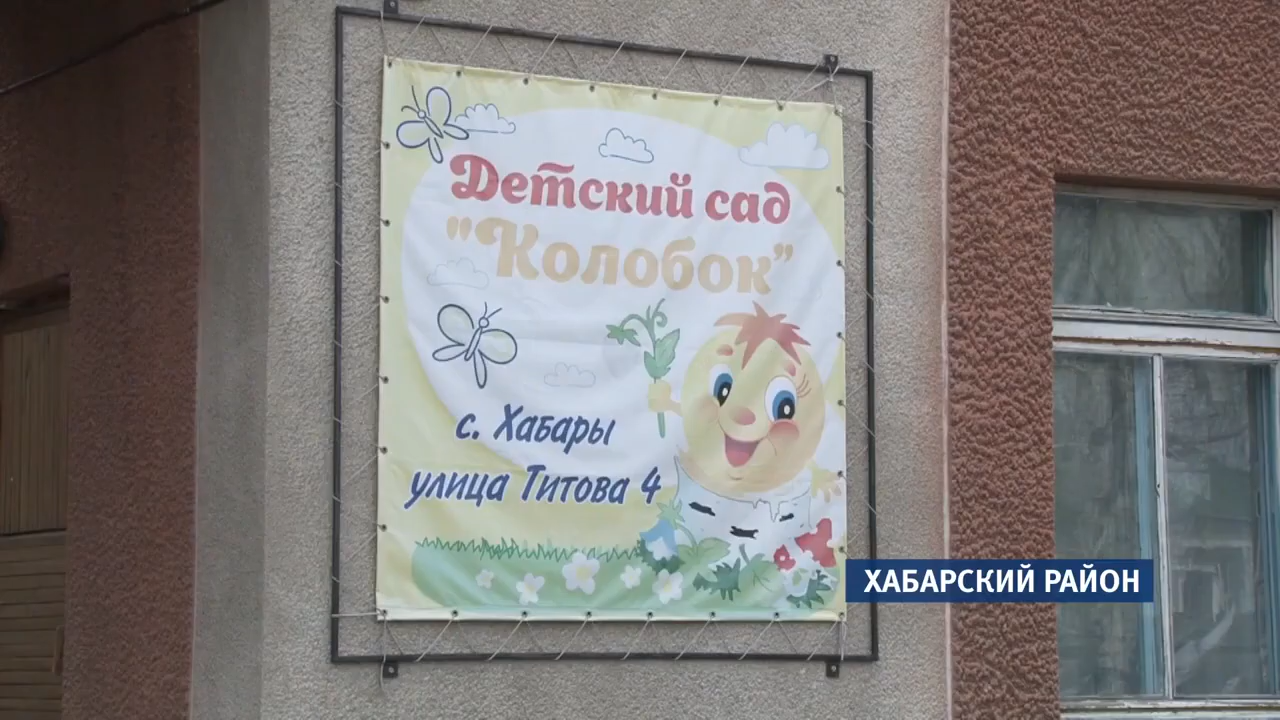 Детский сад
"Колобок"
с. Хабары
улица Титова 4
ХАБАРСКИЙ РАЙОН